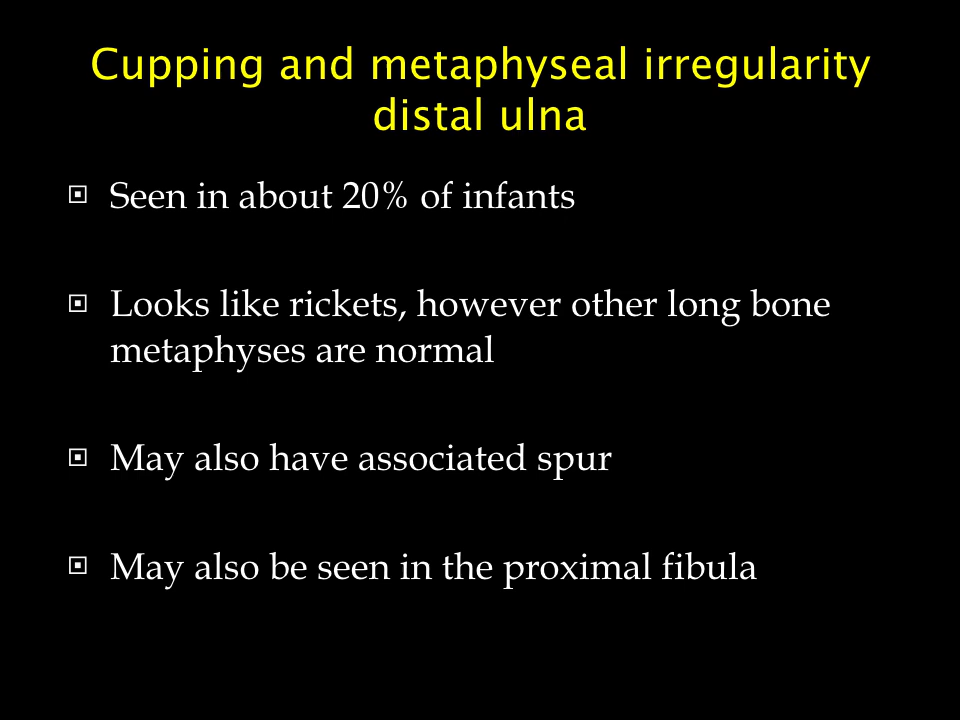 Cupping and metaphyseal irregularity
distal ulna
Seen in about 20% of infants
Looks like rickets, however other long bone
metaphyses are normal
May also have associated spur
May also be seen in the proximal fibula